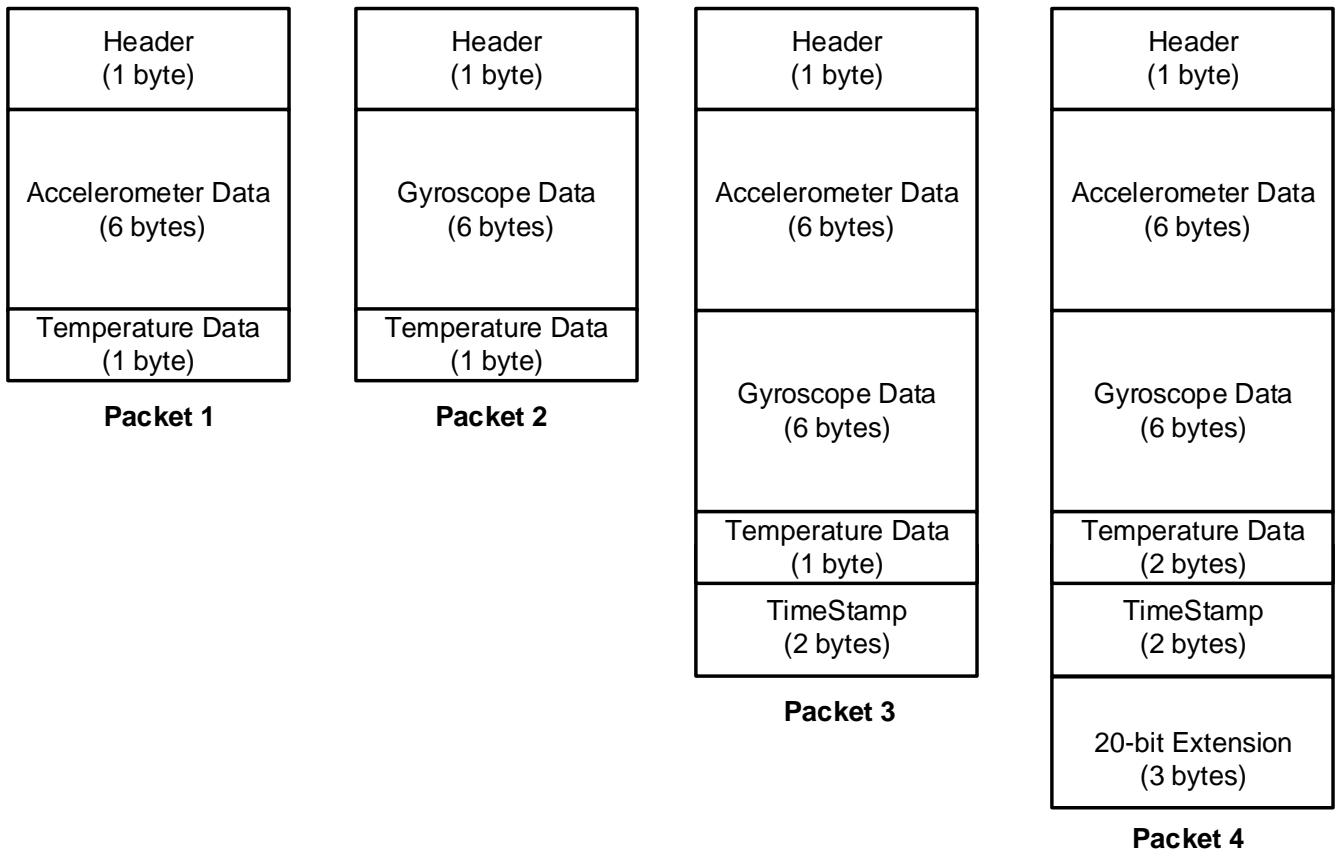 Header
(1 byte)
Accelerometer Data
(6 bytes)
Temperature Data
(1 byte)
Packet 1
Header
(1 byte)
Gyroscope Data
(6 bytes)
Temperature Data
(1 byte)
Packet 2
Header
(1 byte)
Accelerometer Data
(6 bytes)
Gyroscope Data
(6 bytes)
Temperature Data
(1 byte)
TimeStamp
(2 bytes)
Packet 3
Header
(1 byte)
Accelerometer Data
(6 bytes)
Gyroscope Data
(6 bytes)
Temperature Data
(2 bytes)
TimeStamp
(2 bytes)
20-bit Extension
(3 bytes)
Packet 4